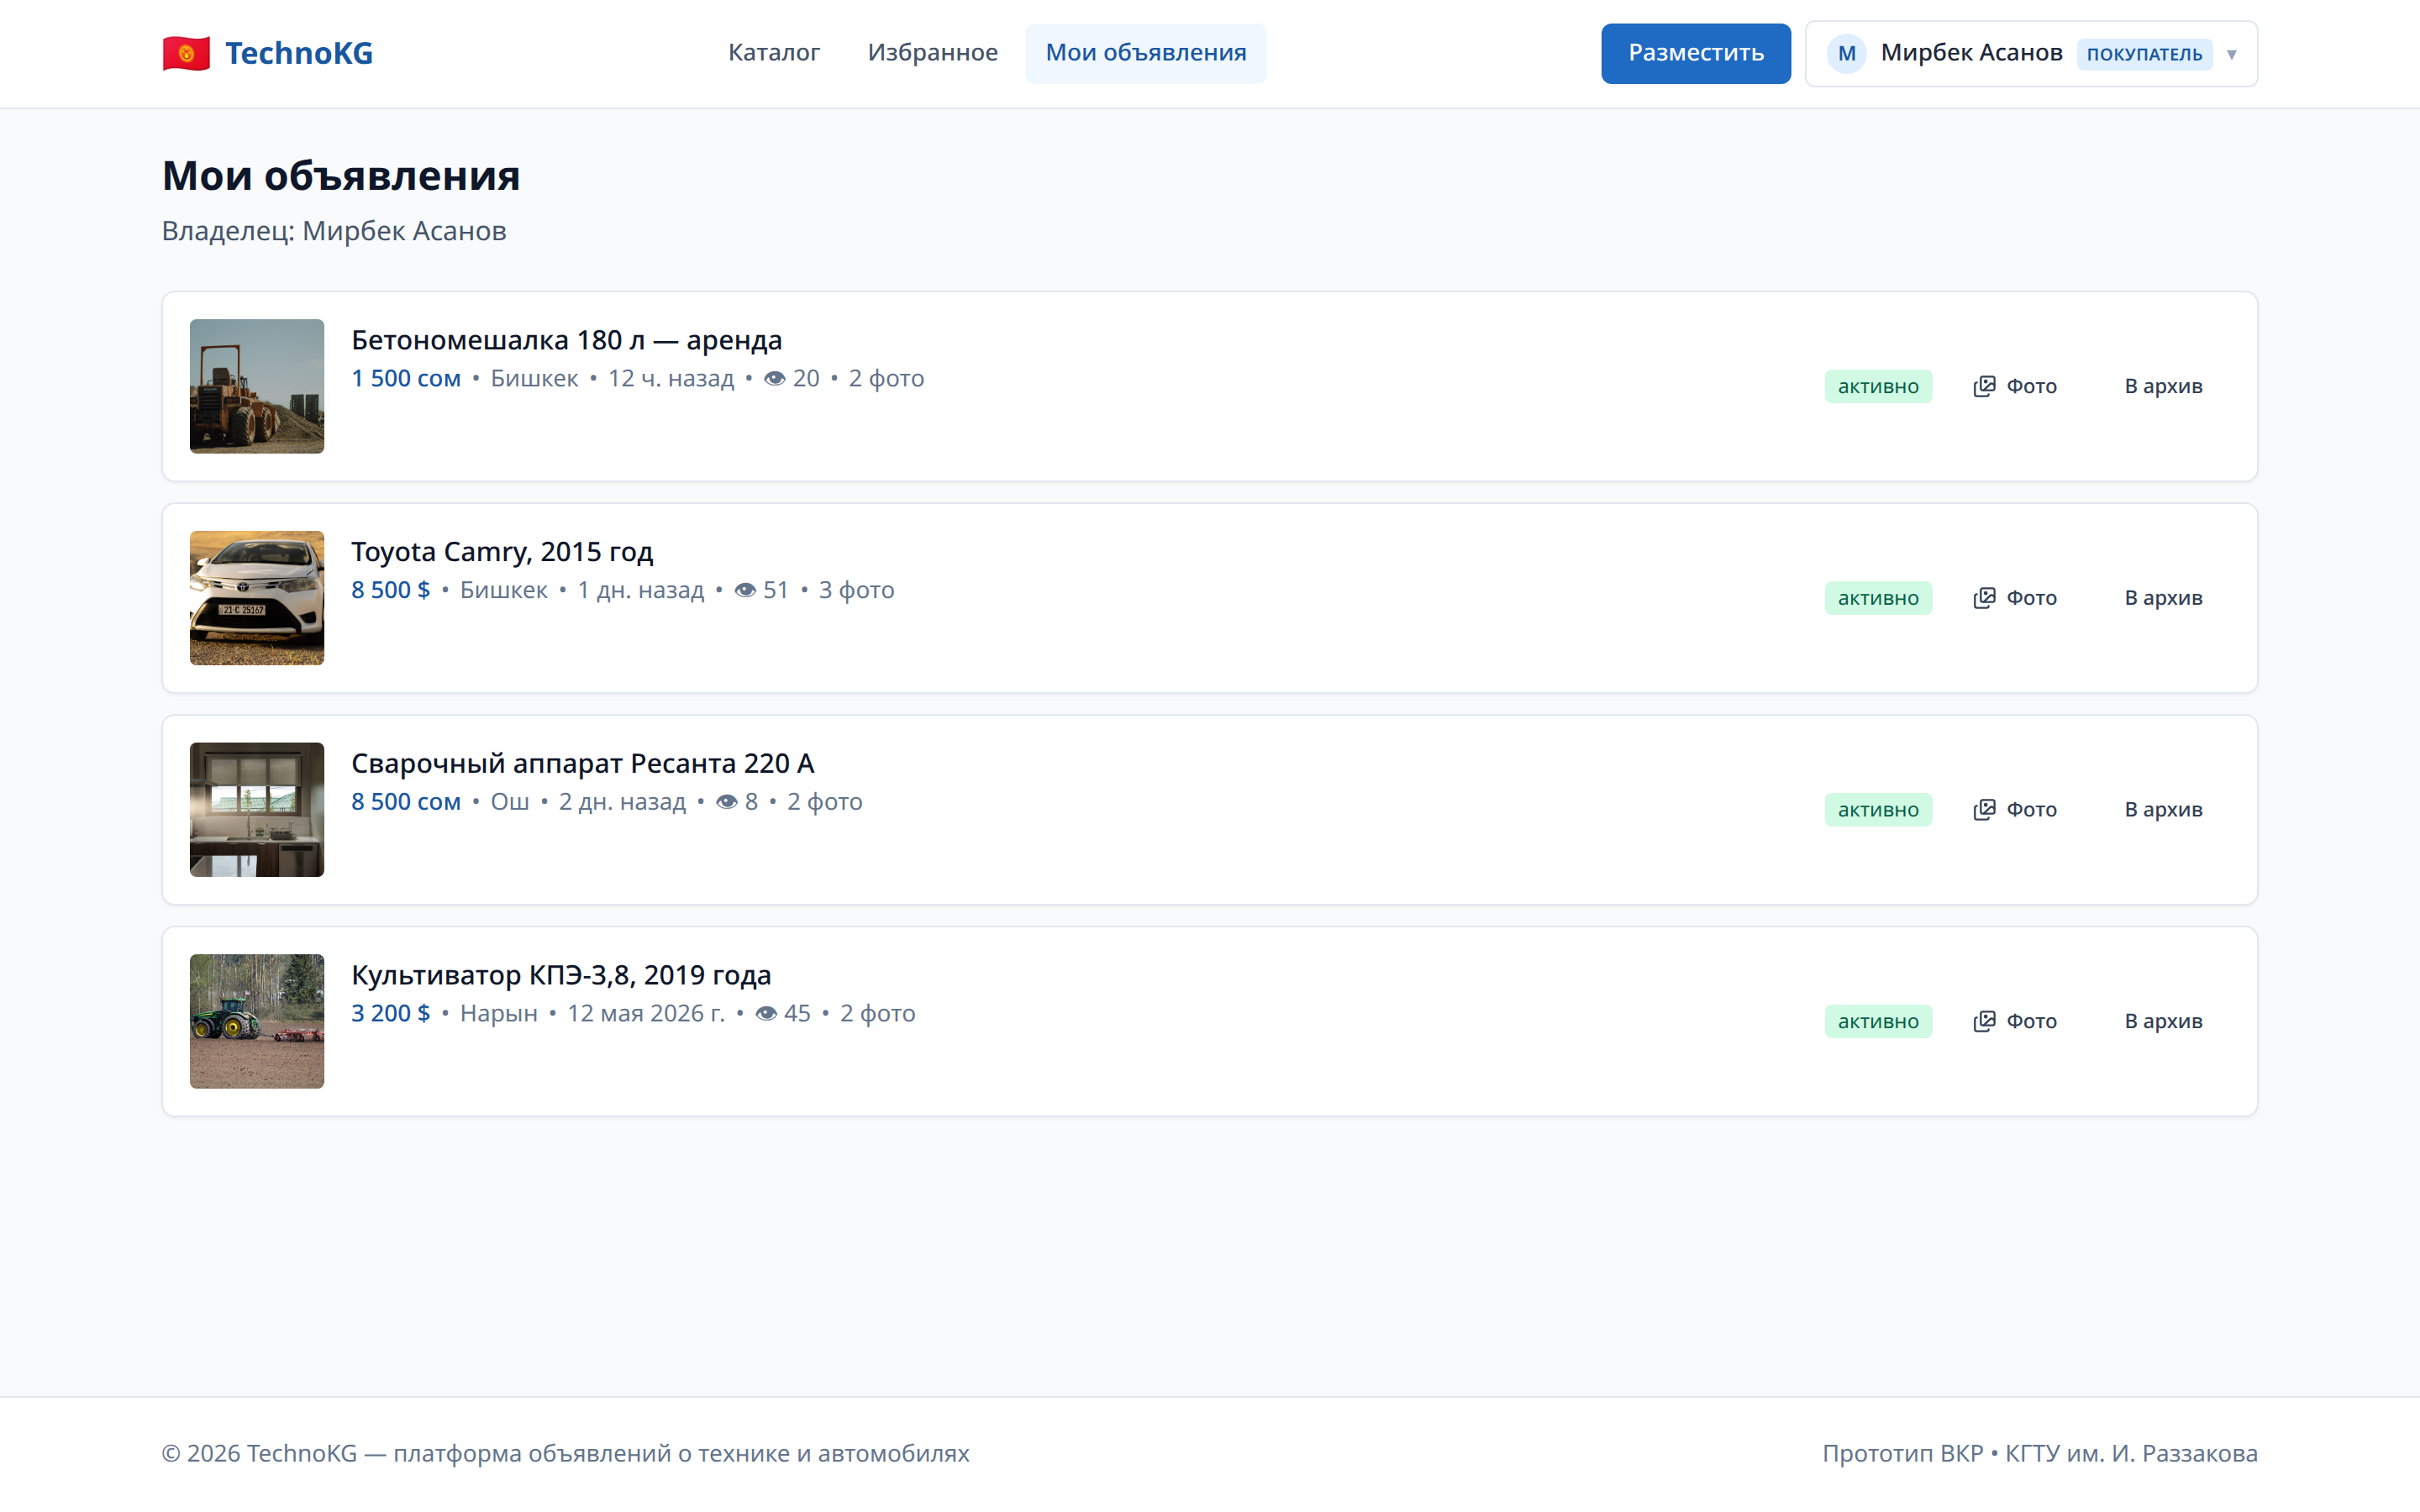 TechnoKG
Каталог Избранное Мои объявления
Разместить
М Мирбек Асанов ПОКУПАТЕЛЬ ▼
Мои объявления
Владелец: Мирбек Асанов
Бетономешалка 180 л — аренда
1 500 сом • Бишкек • 12 ч. назад • 👁 20 • 2 фото
активно Фото В архив
Toyota Camry, 2015 год
8 500 $ • Бишкек • 1 дн. назад • 👁 51 • 3 фото
активно Фото В архив
21 C 25167
Сварочный аппарат Ресанта 220 А
8 500 сом • Ош • 2 дн. назад • 👁 8 • 2 фото
активно Фото В архив
Культиватор КПЭ-3,8, 2019 года
3 200 $ • Нарын • 12 мая 2026 г. • 👁 45 • 2 фото
активно Фото В архив
© 2026 TechnoKG — платформа объявлений о технике и автомобилях
Прототип ВКР • КГТУ им. И. Раззакова